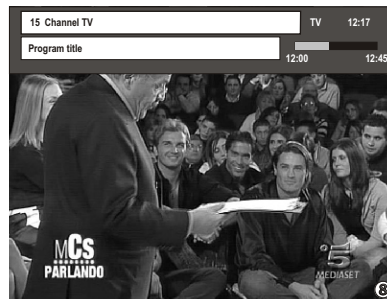 15 Channel TV TV 12:17
Program title
12:00 12:45
MCs
PARLANDO
5
MEDIASET
8